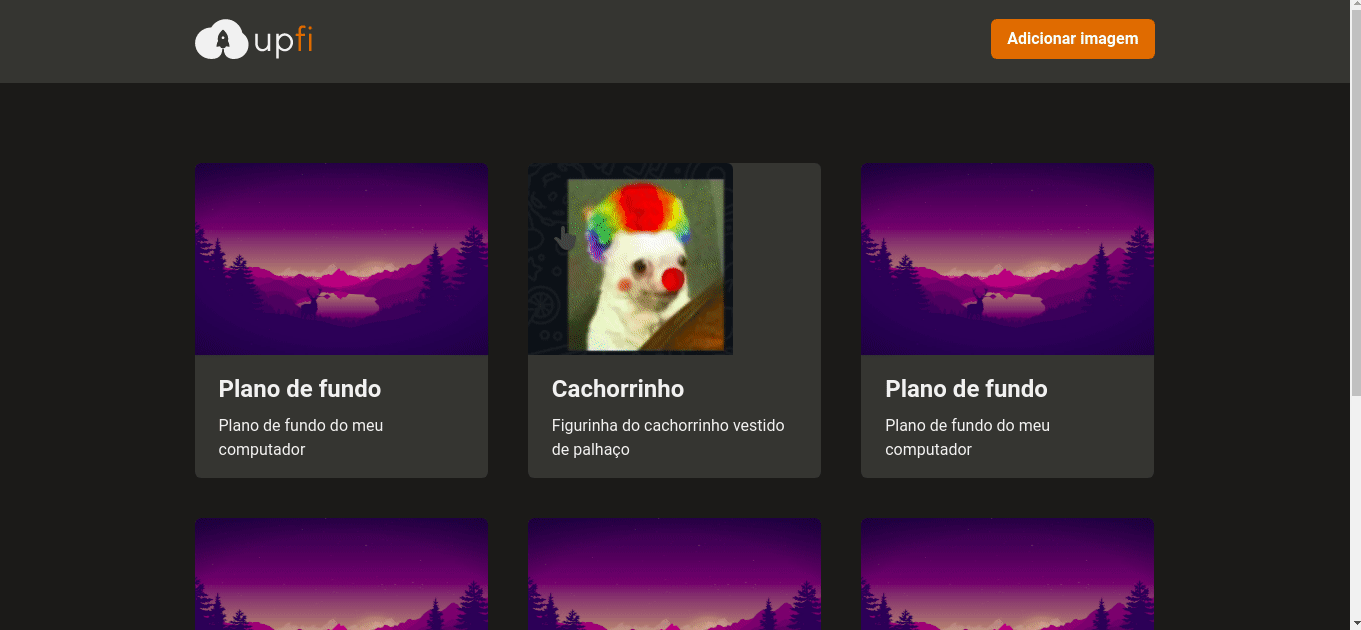 upfi
Adicionar imagem
Plano de fundo
Plano de fundo do meu
computador
Cachorrinho
Figurinha do cachorrinho vestido
de palhaço
Plano de fundo
Plano de fundo do meu
computador